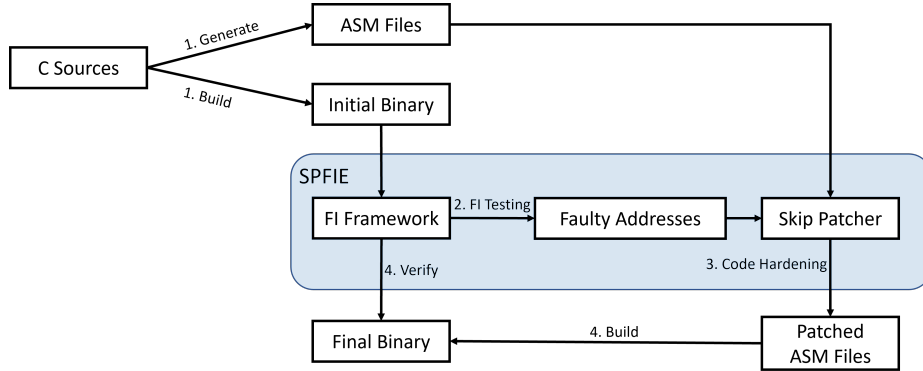 ASM Files
1. Generate
C Sources
1. Build
Initial Binary
SPFIE
FI Framework
2. FI Testing
Faulty Addresses
Skip Patcher
4. Verify
3. Code Hardening
Final Binary
4. Build
Patched
ASM Files